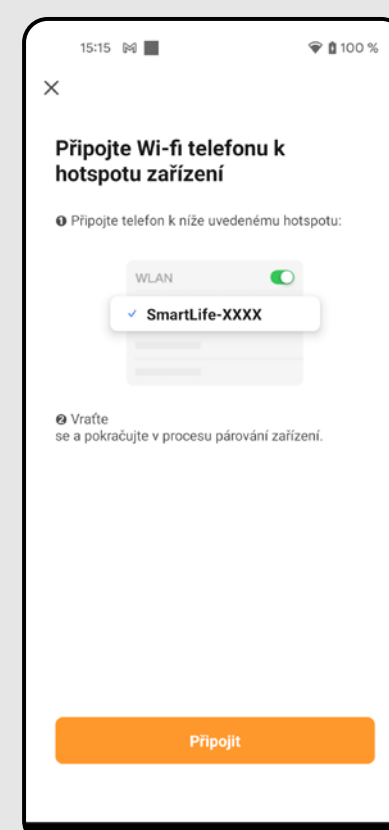 15:15 100 %
Připojte Wi-fi telefonu k
hotspotu zařízení
❶ Připojte telefon k níže uvedenému hotspotu:
WLAN
SmartLife-XXXX
❷ Vraťte
se a pokračujte v procesu párování zařízení.
Připojit